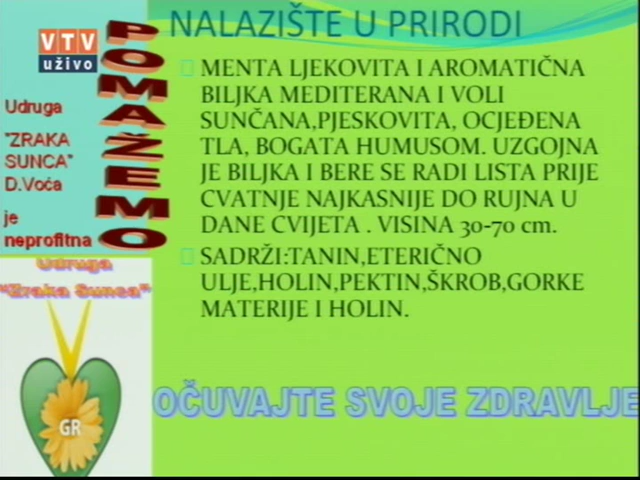 NALAZIŠTE U PRIRODI
VTV
uživo
POMAŽEMO
Udruga
"ZRAKA
SUNCA"
D.Voća
je
neprofitna
MENTA LJEKOVITA I AROMATIČNA
BILJKA MEDITERANA I VOLI
SUNČANA,PJESKOVITA, OCJEĐENA
TLA, BOGATA HUMUSOM. UZGOJNA
JE BILJKA I BERE SE RADI LISTA PRIJE
CVATNJE NAJKASNIJE DO RUJNA U
DANE CVIJETA . VISINA 30-70 cm.
SADRŽI:TANIN,ETERIČNO
ULJE,HOLIN,PEKTIN,ŠKROB,GORKE
MATERIJE I HOLIN.
Udruga
"Zraka Sunca"
GR
OČUVAJTE SVOJE ZDRAVLJE